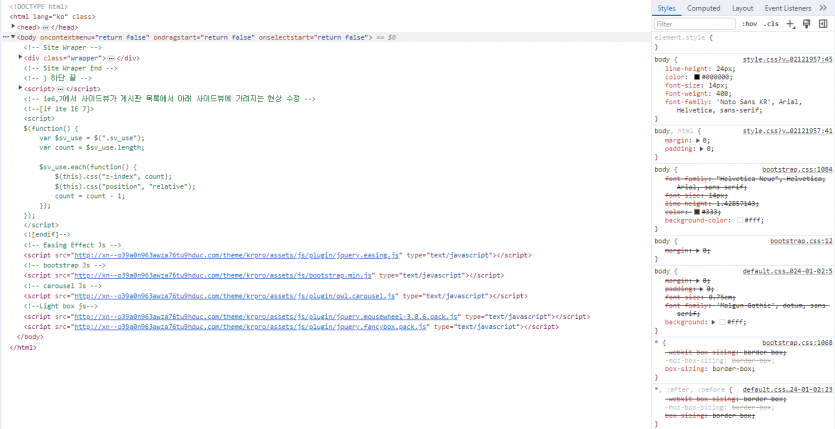 <!DOCTYPE html>
<html lang="ko" class>
<head>…</head>
<body oncontextmenu="return false" ondragstart="return false" onselectstart="return false"> == $0
<!-- Site Wraper -->
<div class="wrapper">…</div>
<!-- Site Wraper End -->
<!-- } 하단 끝 -->
<script>…</script>
<!-- ie6,7에서 사이드뷰가 게시판 목록에서 아래 사이드뷰에 가려지는 현상 수정 -->
<!--[if lte IE 7]>
<script>
$(function() {
var $sv_use = $(".sv_use");
var count = $sv_use.length;
$sv_use.each(function() {
$(this).css("z-index", count);
$(this).css("position", "relative");
count = count - 1;
});
});
</script>
<![endif]-->
<!-- Easing Effect Js -->
<script src="http://xn--o39a0n963awza76tu9hduc.com/theme/krpro/assets/js/plugin/jquery.easing.js" type="text/javascript"></script>
<!-- bootstrap Js -->
<script src="http://xn--o39a0n963awza76tu9hduc.com/theme/krpro/assets/js/bootstrap.min.js" type="text/javascript"></script>
<!-- carousel Js -->
<script src="http://xn--o39a0n963awza76tu9hduc.com/theme/krpro/assets/js/plugin/owl.carousel.js" type="text/javascript"></script>
<!--Light box js-->
<script src="http://xn--o39a0n963awza76tu9hduc.com/theme/krpro/assets/js/plugin/jquery.mousewheel-3.0.6.pack.js" type="text/javascript"></script>
<script src="http://xn--o39a0n963awza76tu9hduc.com/theme/krpro/assets/js/plugin/jquery.fancybox.pack.js" type="text/javascript"></script>
</body>
</html>
Styles Computed Layout Event Listeners
Filter :hov .cls
element.style {
}
body { style.css?v…02121957:45
line-height: 24px;
color: #000000;
font-size: 14px;
font-weight: 400;
font-family: 'Noto Sans KR', Arial,
Helvetica, sans-serif;
}
body, html { style.css?v…02121957:41
margin: 0;
padding: 0;
}
body { bootstrap.css:1084
font-family: "Helvetica Neue", Helvetica,
Arial, sans-serif;
font-size: 14px;
line-height: 1.42857143;
color: #333;
background-color: #fff;
}
body { bootstrap.css:12
margin: 0;
}
body { default.css…024-01-02:5
margin: 0;
padding: 0;
font-size: 0.75em;
font-family: 'Malgun Gothic', dotum, sans-
serif;
background: #fff;
}
* { bootstrap.css:1068
-webkit-box-sizing: border-box;
-moz-box-sizing: border-box;
box-sizing: border-box;
}
*, :after, :before { default.css…24-01-02:23
-webkit-box-sizing: border-box;
-moz-box-sizing: border-box;
box-sizing: border-box;
}